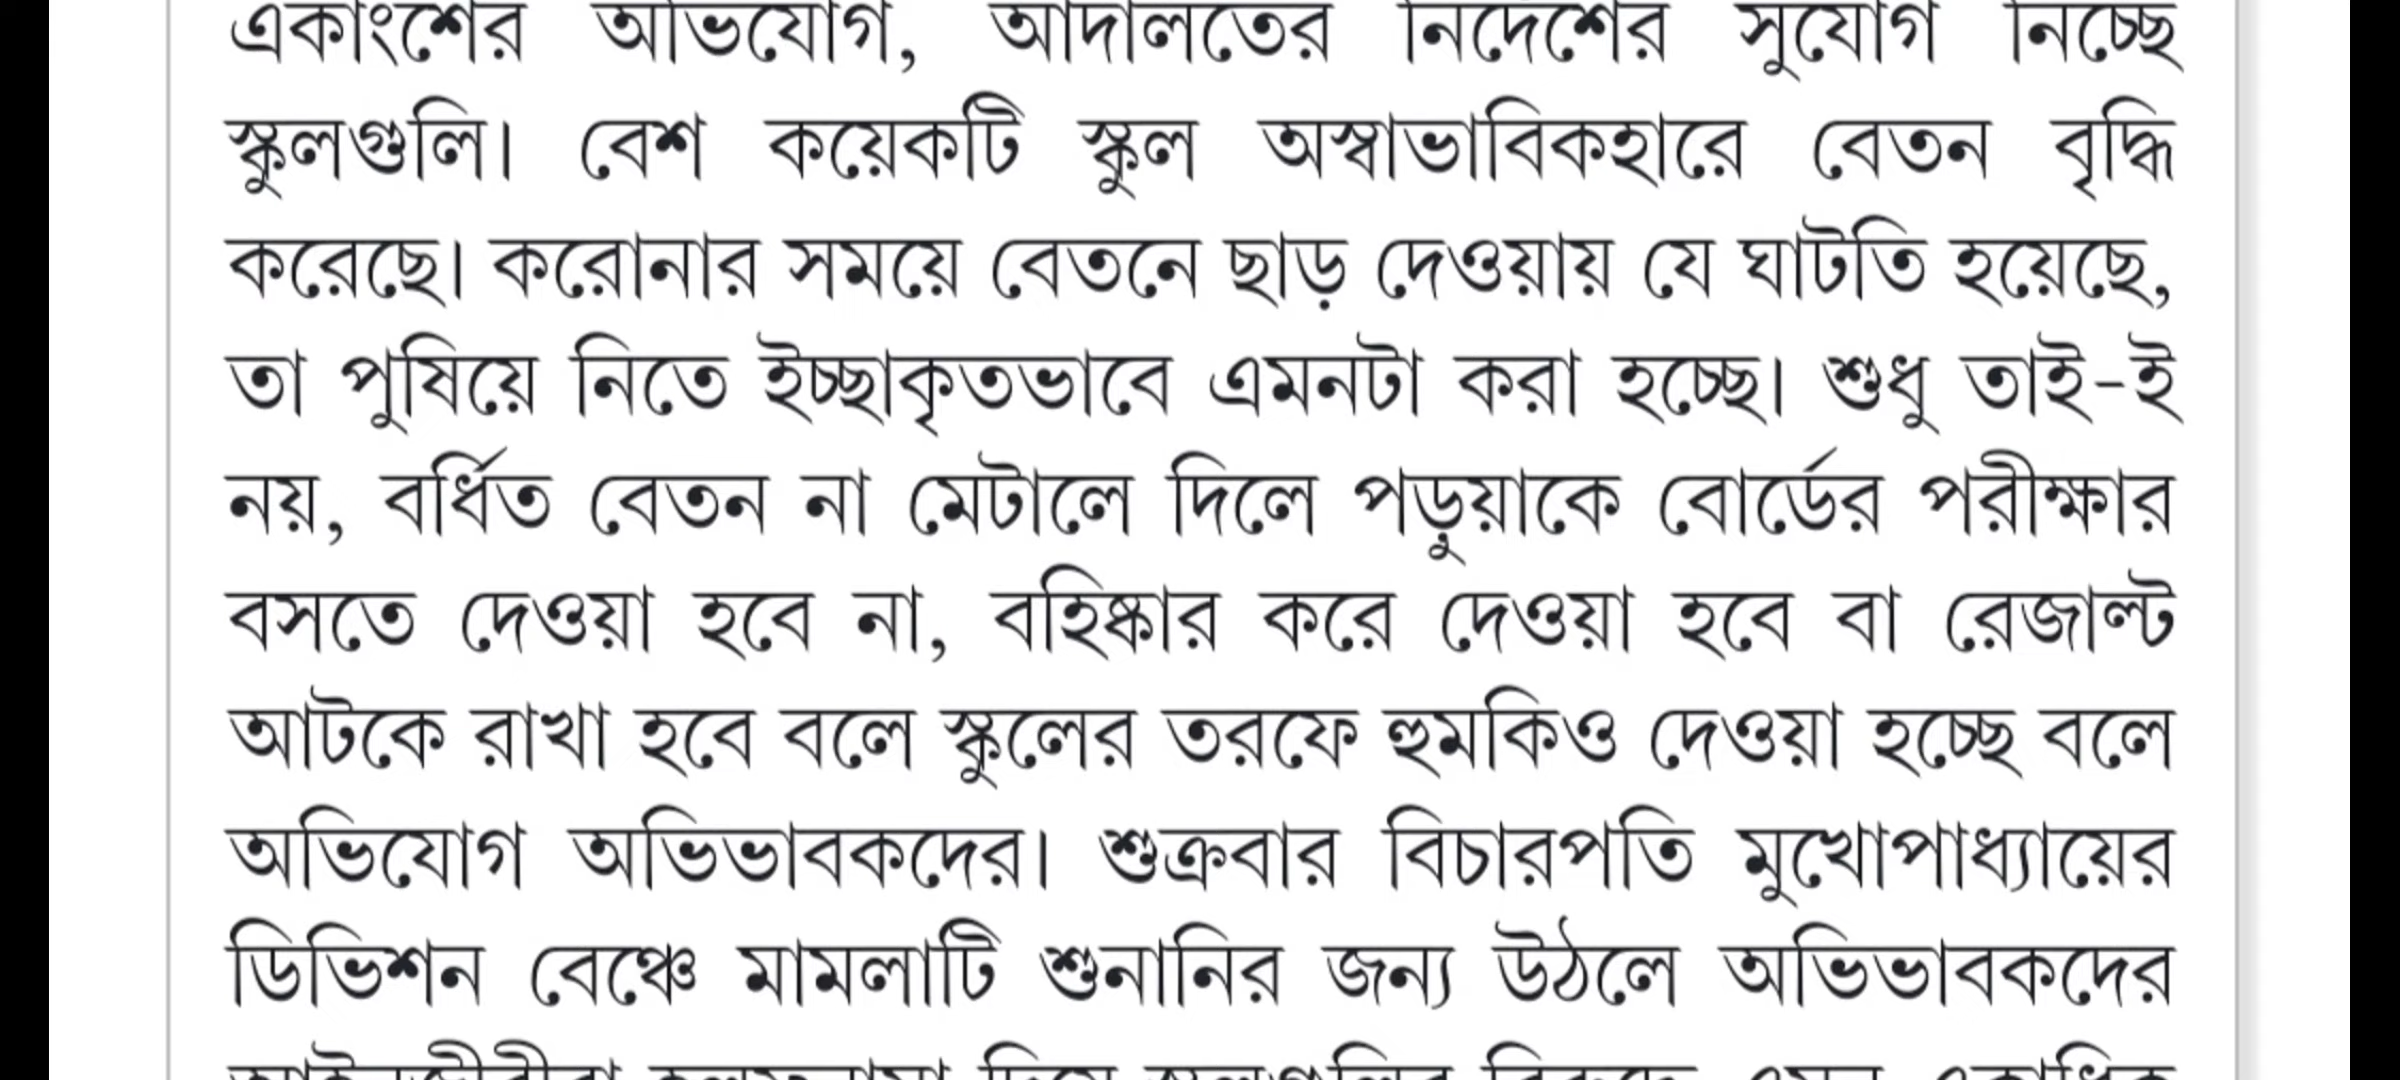 একাংশের অভিযোগ, আদালতের নির্দেশের সুযোগ নিচ্ছে
স্কুলগুলি। বেশ কয়েকটি স্কুল অস্বাভাবিকহারে বেতন বৃদ্ধি
করেছে। করোনার সময়ে বেতনে ছাড় দেওয়ায় যে ঘাটতি হয়েছে,
তা পুষিয়ে নিতে ইচ্ছাকৃতভাবে এমনটা করা হচ্ছে। শুধু তাই-ই
নয়, বর্ধিত বেতন না মেটালে দিলে পড়ুয়াকে বোর্ডের পরীক্ষার
বসতে দেওয়া হবে না, বহিষ্কার করে দেওয়া হবে বা রেজাল্ট
আটকে রাখা হবে বলে স্কুলের তরফে হুমকিও দেওয়া হচ্ছে বলে
অভিযোগ অভিভাবকদের। শুক্রবার বিচারপতি মুখোপাধ্যায়ের
ডিভিশন বেঞ্চে মামলাটি শুনানির জন্য উঠলে অভিভাবকদের